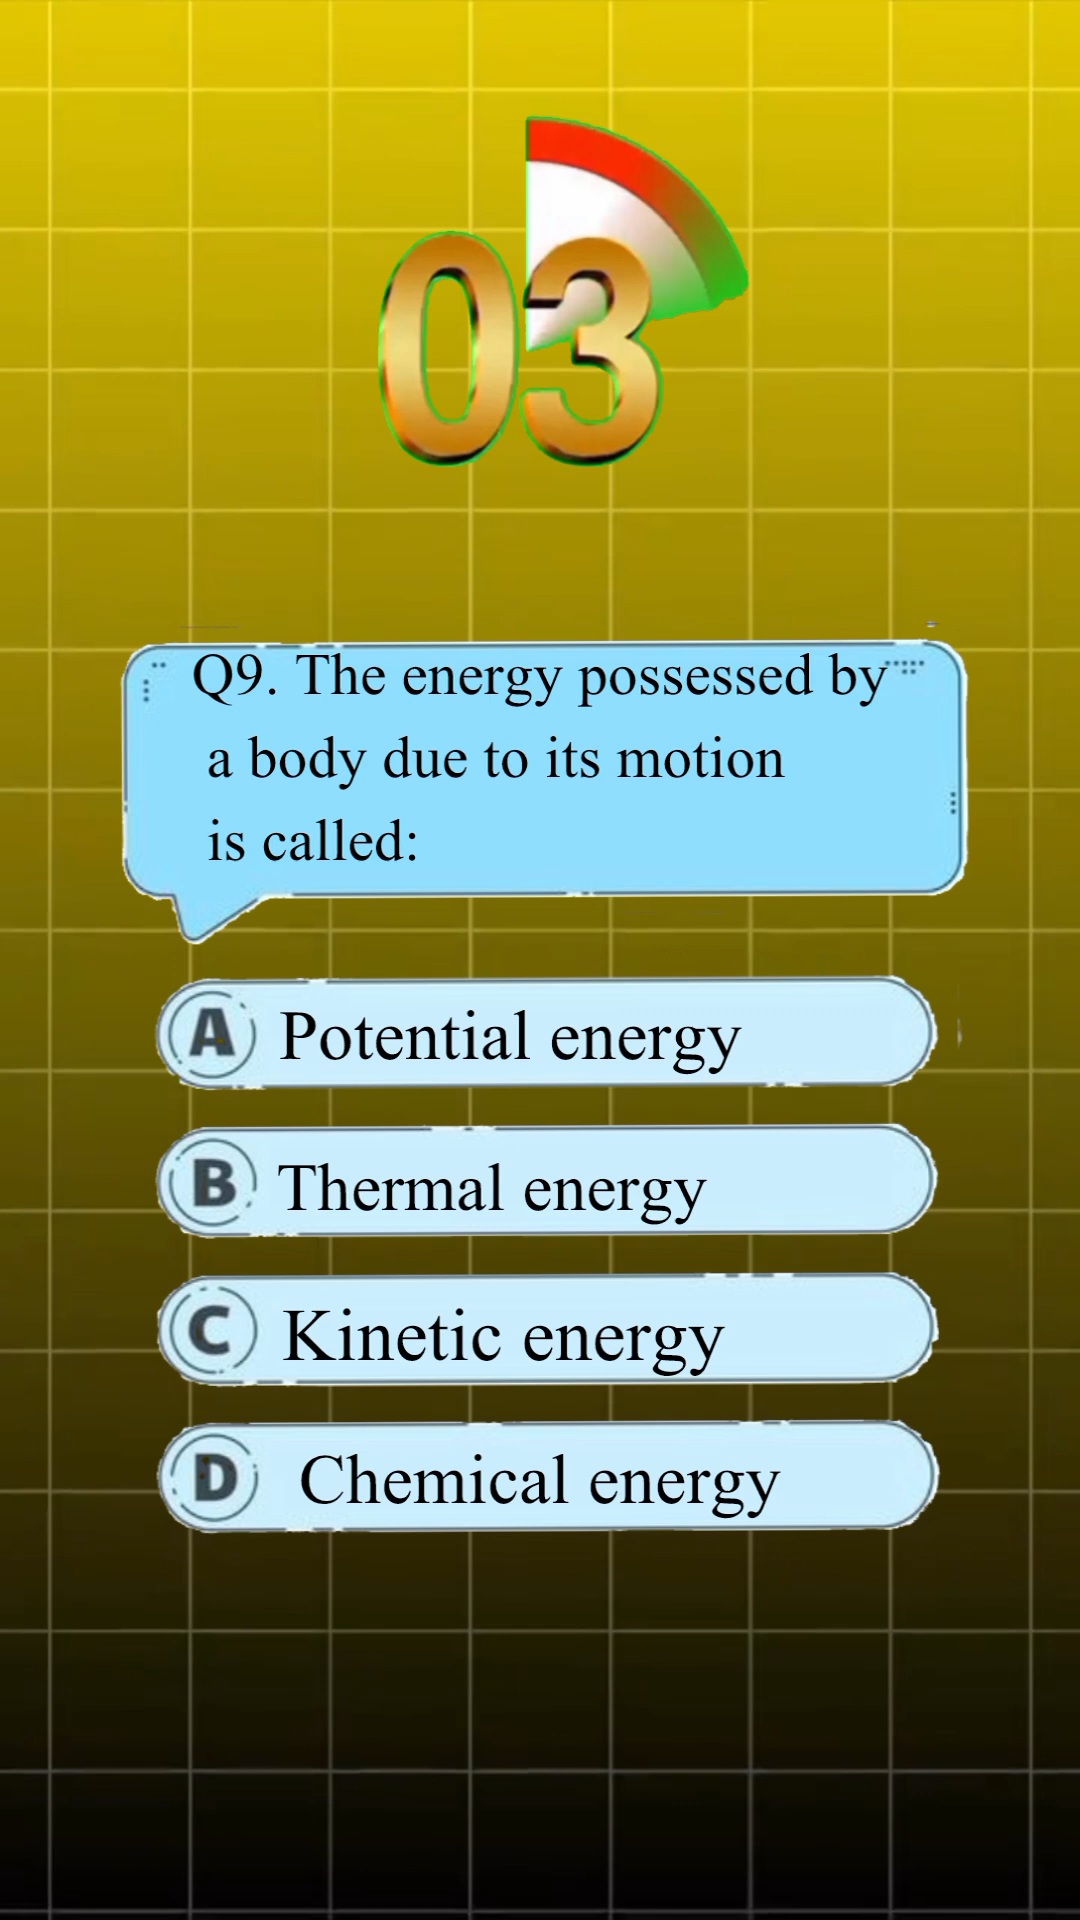 03
Q9. The energy possessed by
a body due to its motion
is called:
A Potential energy
B Thermal energy
C Kinetic energy
D Chemical energy